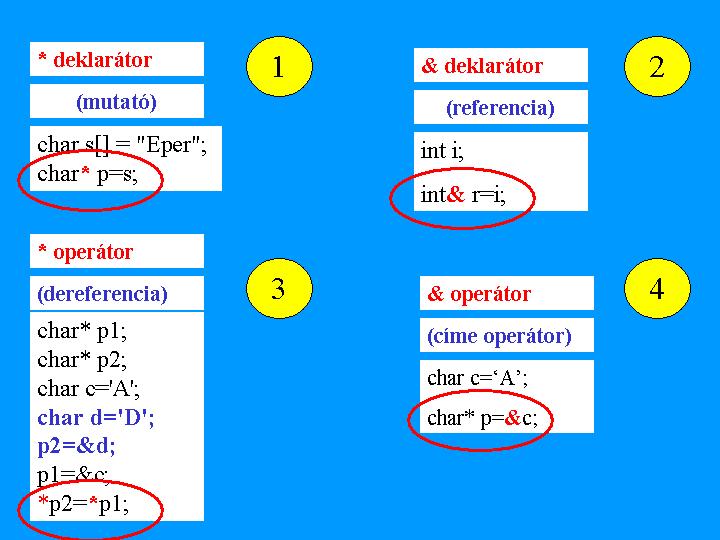 * deklarátor
1
(mutató)
char s[] = "Eper";
char* p=s;
& deklarátor
2
(referencia)
int i;
int& r=i;
* operátor
3
(dereferencia)
char* p1;
char* p2;
char c='A';
char d='D';
p2=&d;
p1=&c;
*p2=*p1;
& operátor
4
(címe operátor)
char c=‘A’;
char* p=&c;